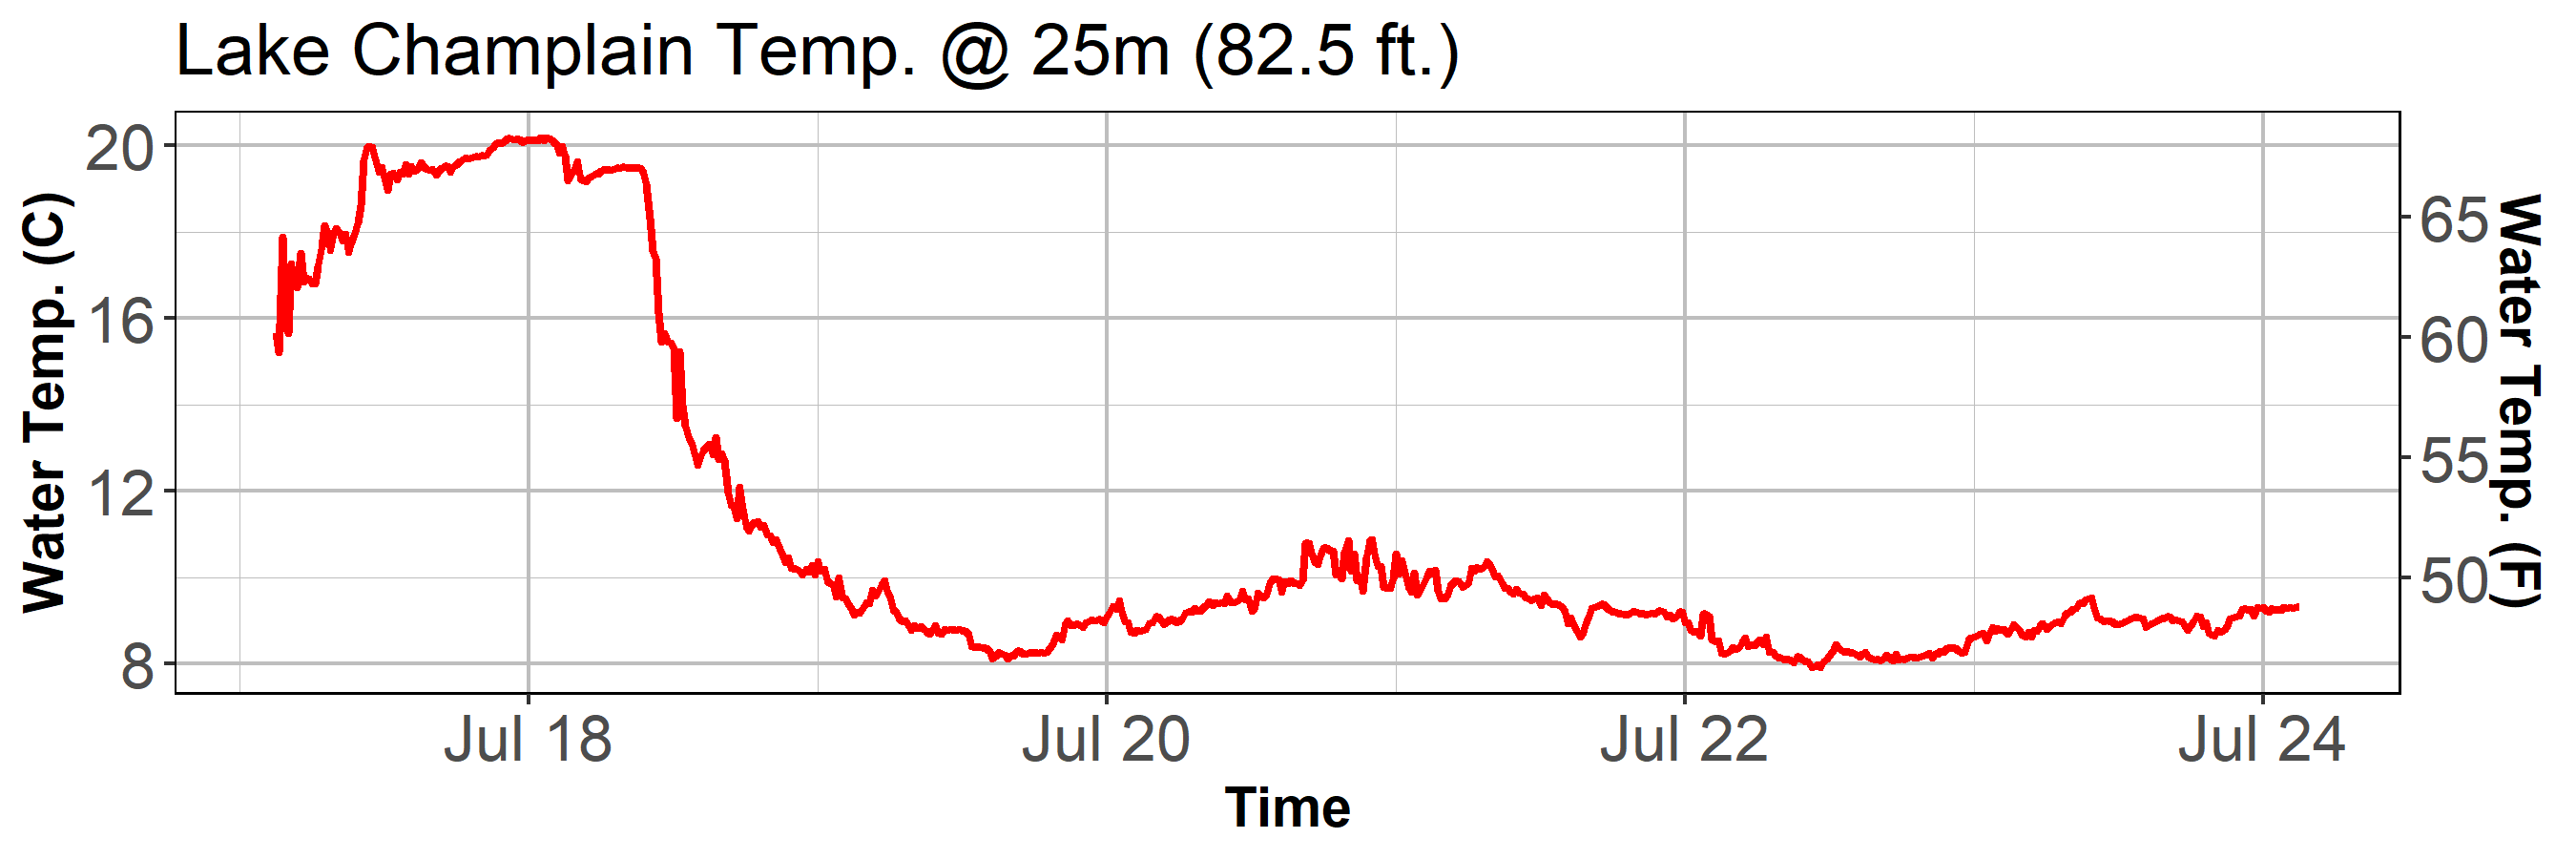 Lake Champlain Temp. @ 25m (82.5 ft.)
Water Temp. (C)
20
16
12
8
65
60
55
50
Water Temp. (F)
Jul 18
Jul 20
Jul 22
Jul 24
Time